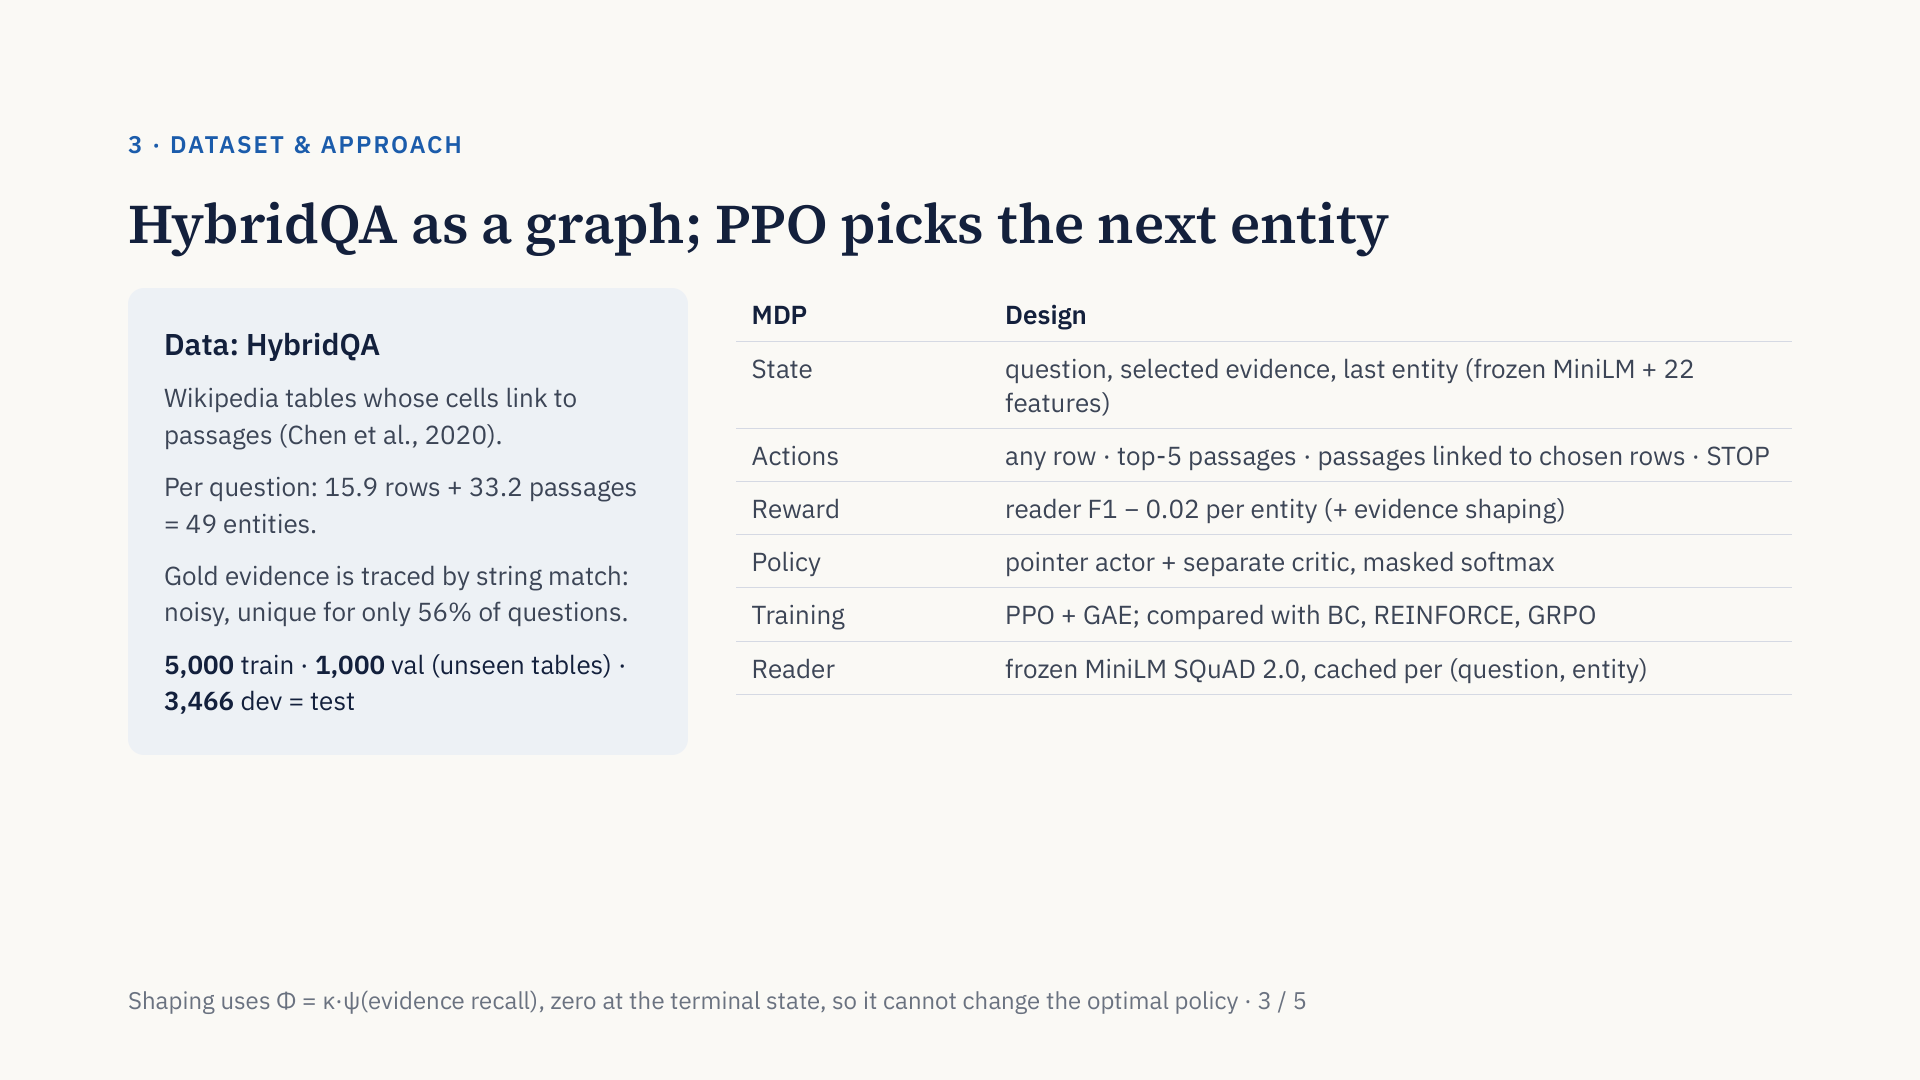 3 · DATASET & APPROACH
HybridQA as a graph; PPO picks the next entity
Data: HybridQA
Wikipedia tables whose cells link to
passages (Chen et al., 2020).
Per question: 15.9 rows + 33.2 passages
= 49 entities.
Gold evidence is traced by string match:
noisy, unique for only 56% of questions.
5,000 train · 1,000 val (unseen tables) ·
3,466 dev = test
MDP Design
State question, selected evidence, last entity (frozen MiniLM + 22
features)
Actions any row · top-5 passages · passages linked to chosen rows · STOP
Reward reader F1 − 0.02 per entity (+ evidence shaping)
Policy pointer actor + separate critic, masked softmax
Training PPO + GAE; compared with BC, REINFORCE, GRPO
Reader frozen MiniLM SQuAD 2.0, cached per (question, entity)
Shaping uses Φ = κ·ψ(evidence recall), zero at the terminal state, so it cannot change the optimal policy · 3 / 5